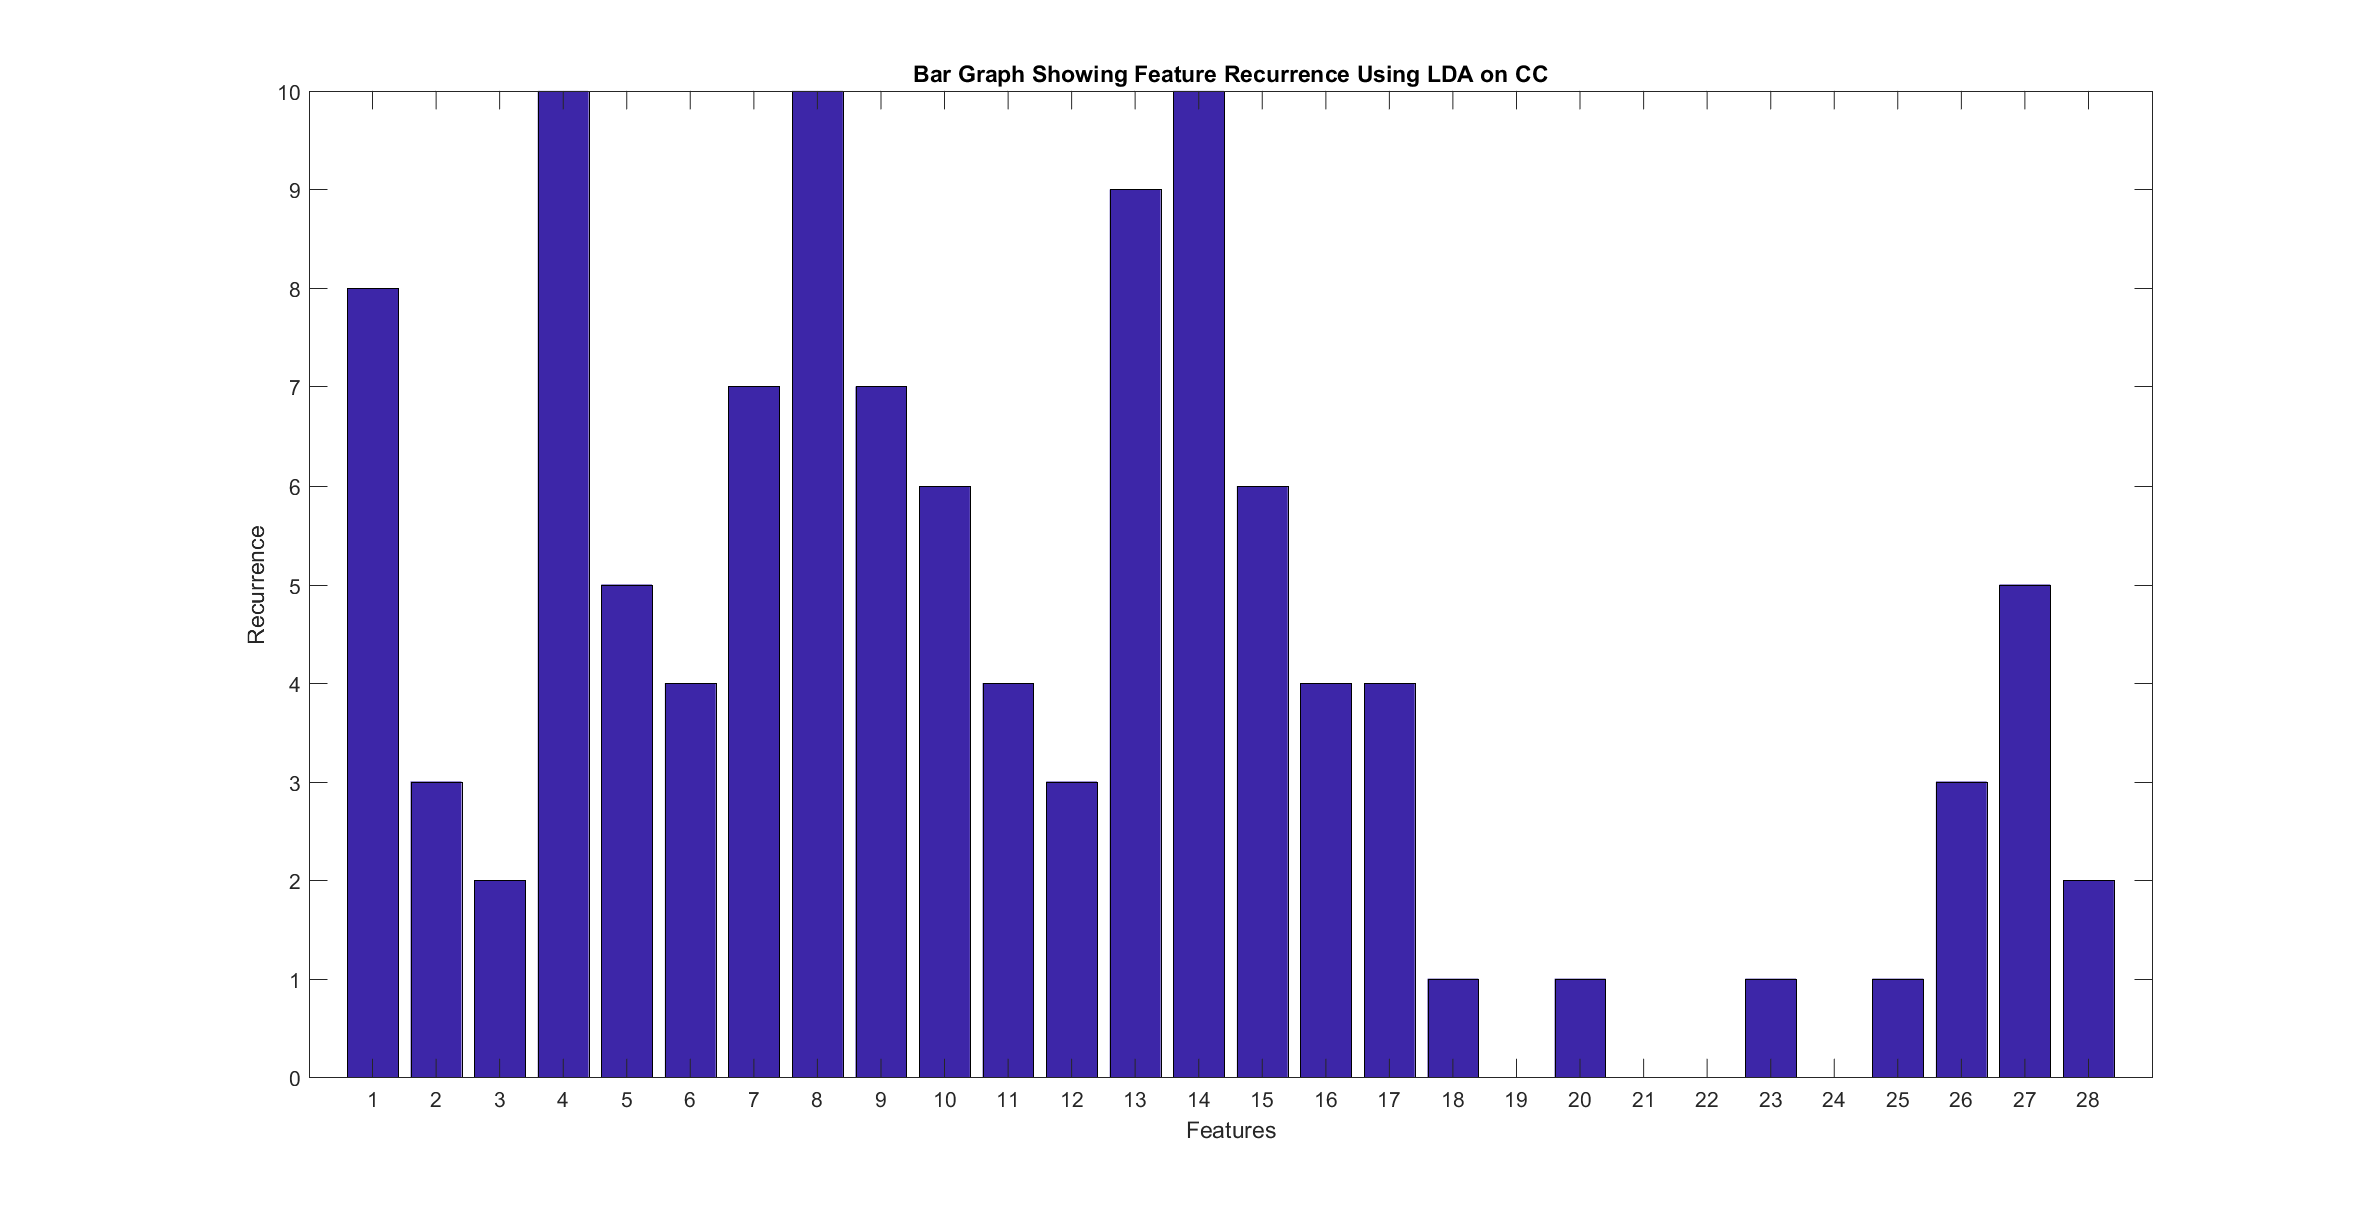 Bar Graph Showing Feature Recurrence Using LDA on CC
10
9
8
7
6
5
4
3
2
1
0
Recurrence
1 2 3 4 5 6 7 8 9 10 11 12 13 14 15 16 17 18 19 20 21 22 23 24 25 26 27 28
Features